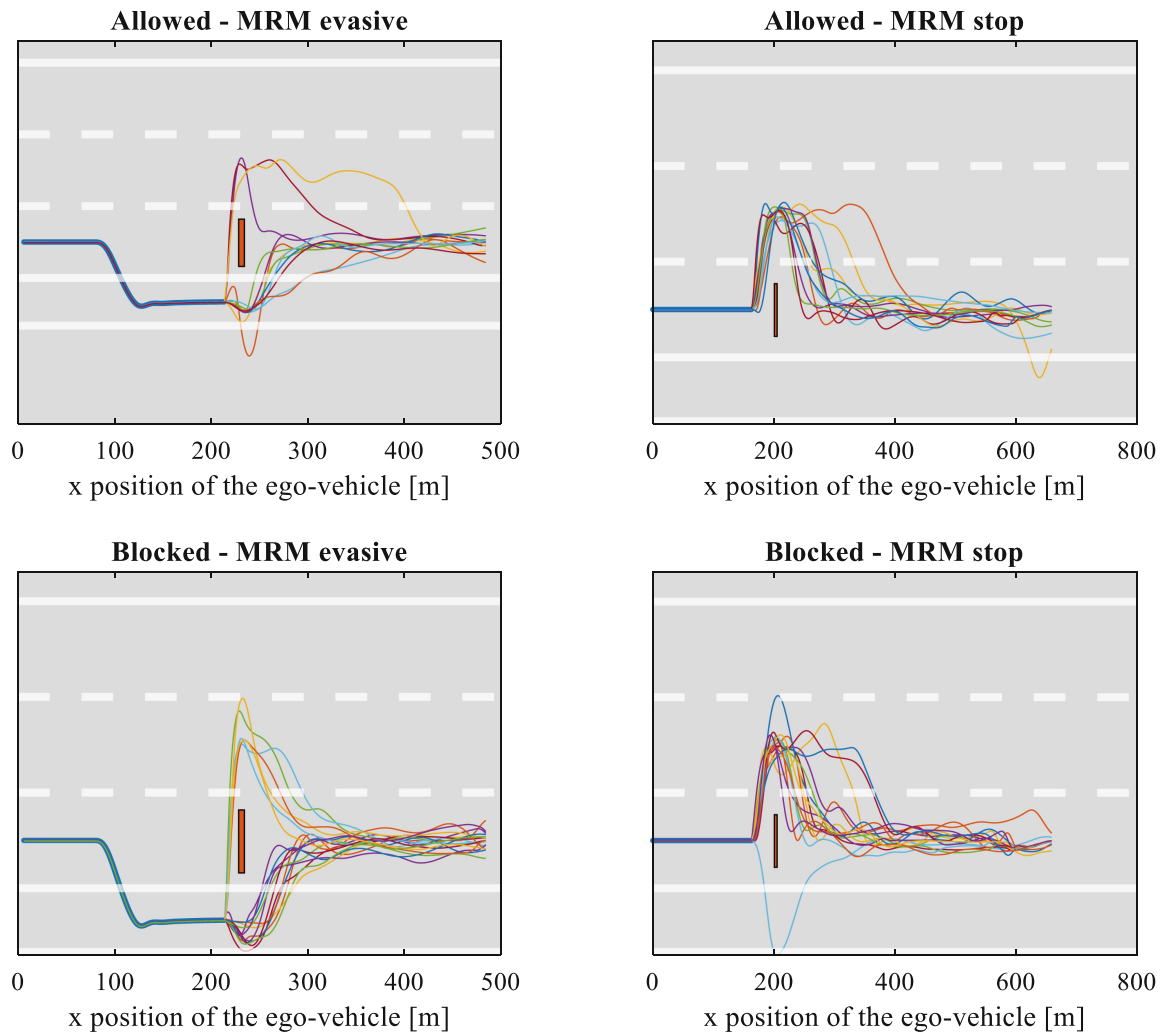 Allowed - MRM evasive
0 100 200 300 400 500
x position of the ego-vehicle [m]
Allowed - MRM stop
0 200 400 600 800
x position of the ego-vehicle [m]
Blocked - MRM evasive
0 100 200 300 400 500
x position of the ego-vehicle [m]
Blocked - MRM stop
0 200 400 600 800
x position of the ego-vehicle [m]